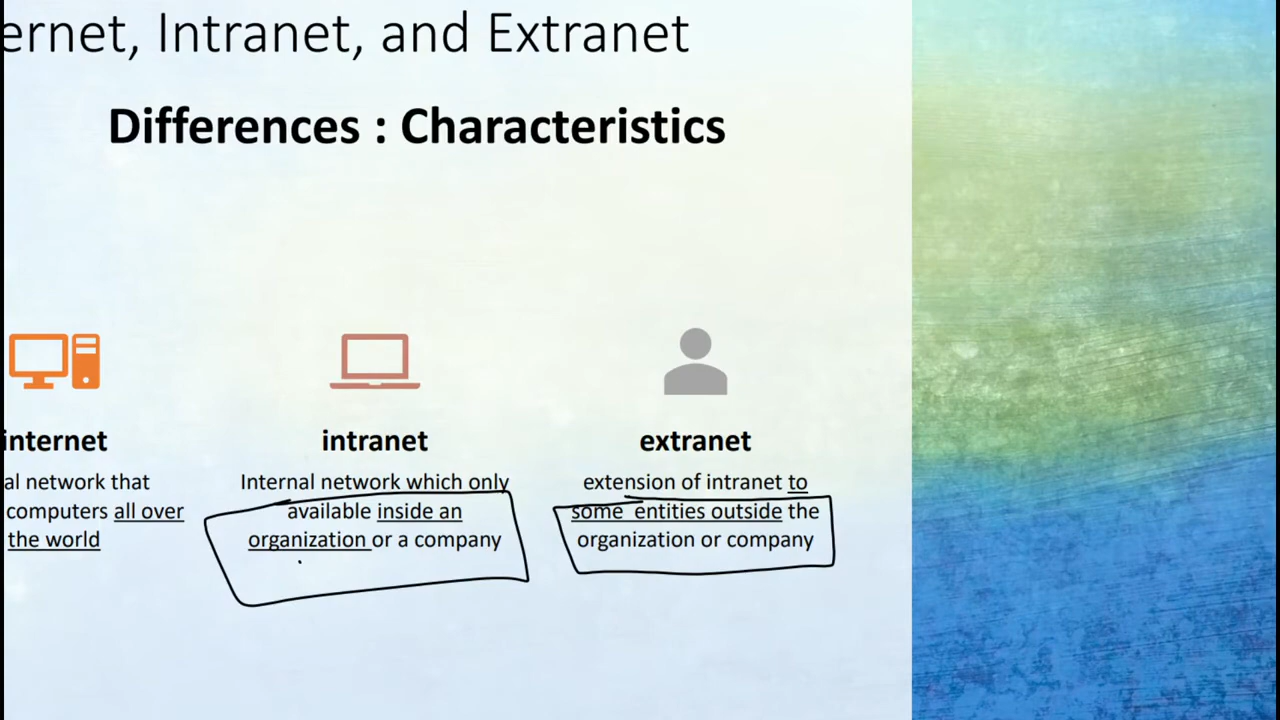 ernet, Intranet, and Extranet
Differences : Characteristics
internet
al network that
computers all over
the world
intranet
Internal network which only
available inside an
organization or a company
extranet
extension of intranet to
some entities outside the
organization or company